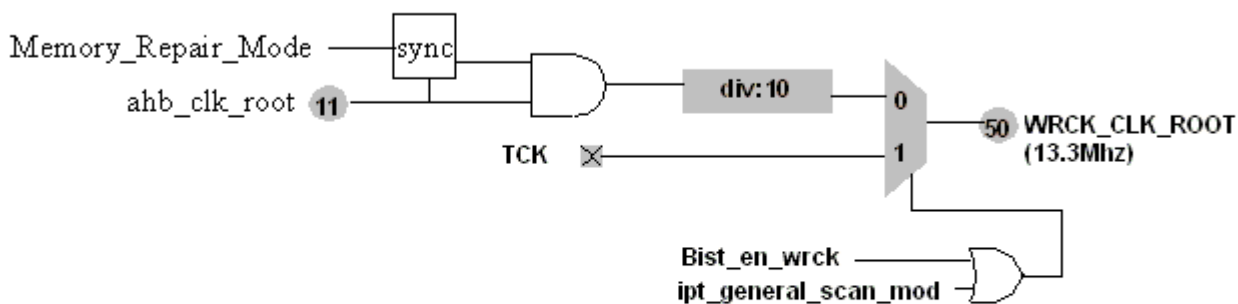 Memory_Repair_Mode
sync
ahb_clk_root 11
div:10
0
50 WRCK_CLK_ROOT
(13.3Mhz)
TCK
1
Bist_en_wrck
ipt_general_scan_mod